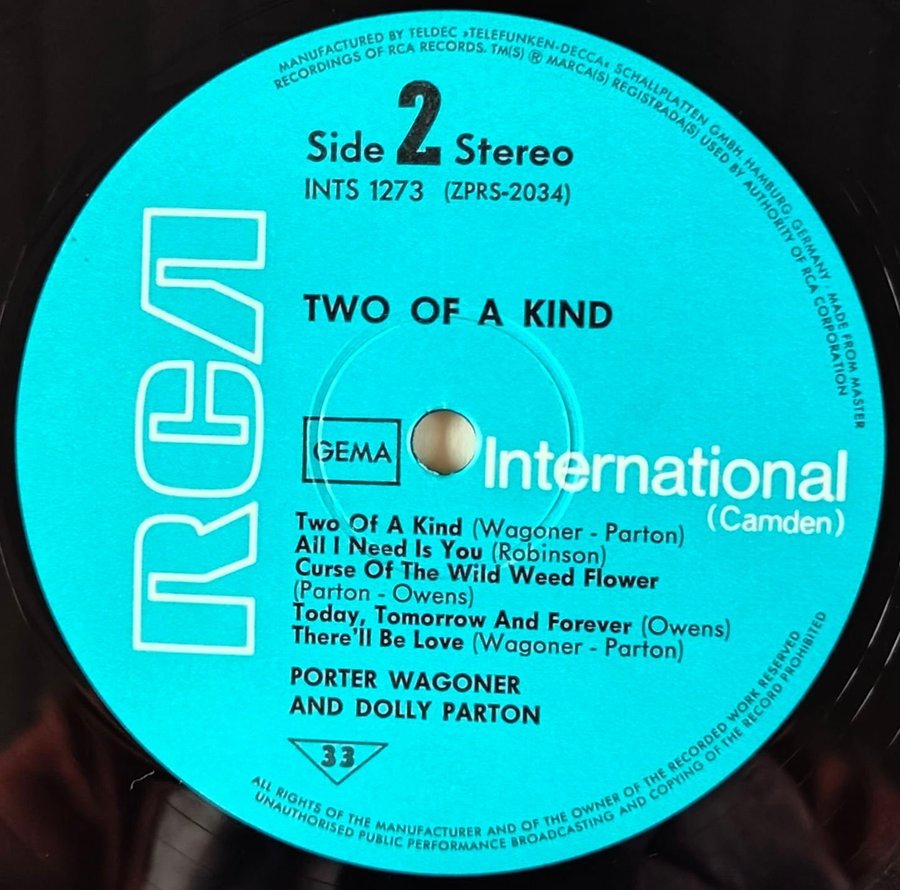 MANUFACTURED BY TELDEC »TELEFUNKEN-DECCA« SCHALLPLATTEN GMBH, HAMBURG, GERMANY · MADE FROM MASTER
RECORDINGS OF RCA RECORDS. TM(S) ® MARCA(S) REGISTRADA(S) USED BY AUTHORITY OF RCA CORPORATION
Side 2 Stereo
INTS 1273 (ZPRS-2034)
RCA
TWO OF A KIND
GEMA
International
(Camden)
Two Of A Kind (Wagoner - Parton)
All I Need Is You (Robinson)
Curse Of The Wild Weed Flower
(Parton - Owens)
Today, Tomorrow And Forever (Owens)
There'll Be Love (Wagoner - Parton)
PORTER WAGONER
AND DOLLY PARTON
33
ALL RIGHTS OF THE MANUFACTURER AND OF THE OWNER OF THE RECORDED WORK RESERVED
UNAUTHORISED PUBLIC PERFORMANCE BROADCASTING AND COPYING OF THE RECORD PROHIBITED